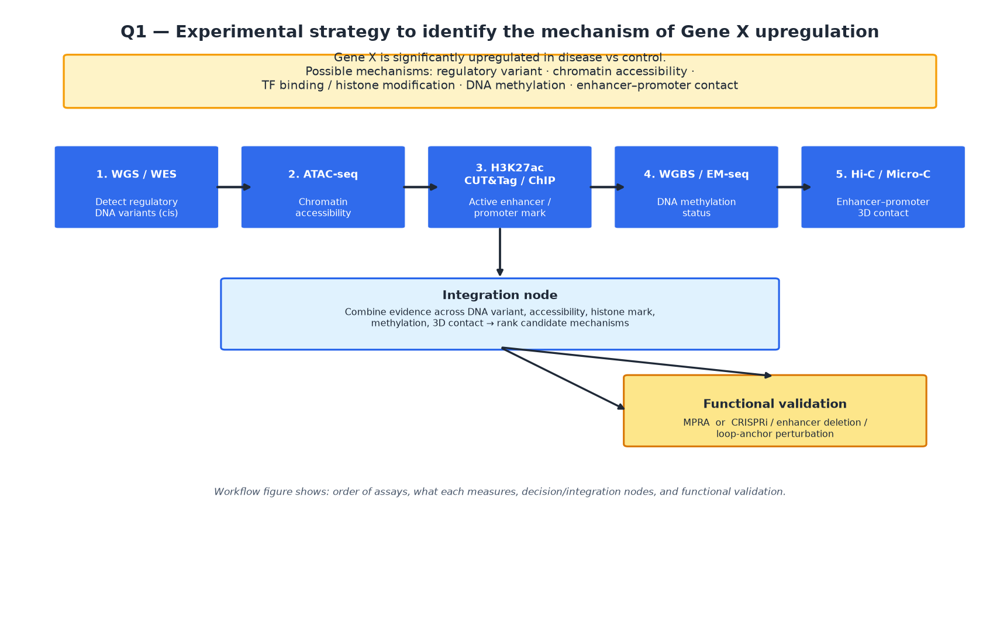 Q1 — Experimental strategy to identify the mechanism of Gene X upregulation
Gene X is significantly upregulated in disease vs control.
Possible mechanisms: regulatory variant · chromatin accessibility ·
TF binding / histone modification · DNA methylation · enhancer–promoter contact
1. WGS / WES
Detect regulatory
DNA variants (cis)
2. ATAC-seq
Chromatin
accessibility
3. H3K27ac
CUT&Tag / ChIP
Active enhancer /
promoter mark
4. WGBS / EM-seq
DNA methylation
status
5. Hi-C / Micro-C
Enhancer–promoter
3D contact
Integration node
Combine evidence across DNA variant, accessibility, histone mark,
methylation, 3D contact → rank candidate mechanisms
Functional validation
MPRA  or  CRISPRi / enhancer deletion /
loop-anchor perturbation
Workflow figure shows: order of assays, what each measures, decision/integration nodes, and functional validation.